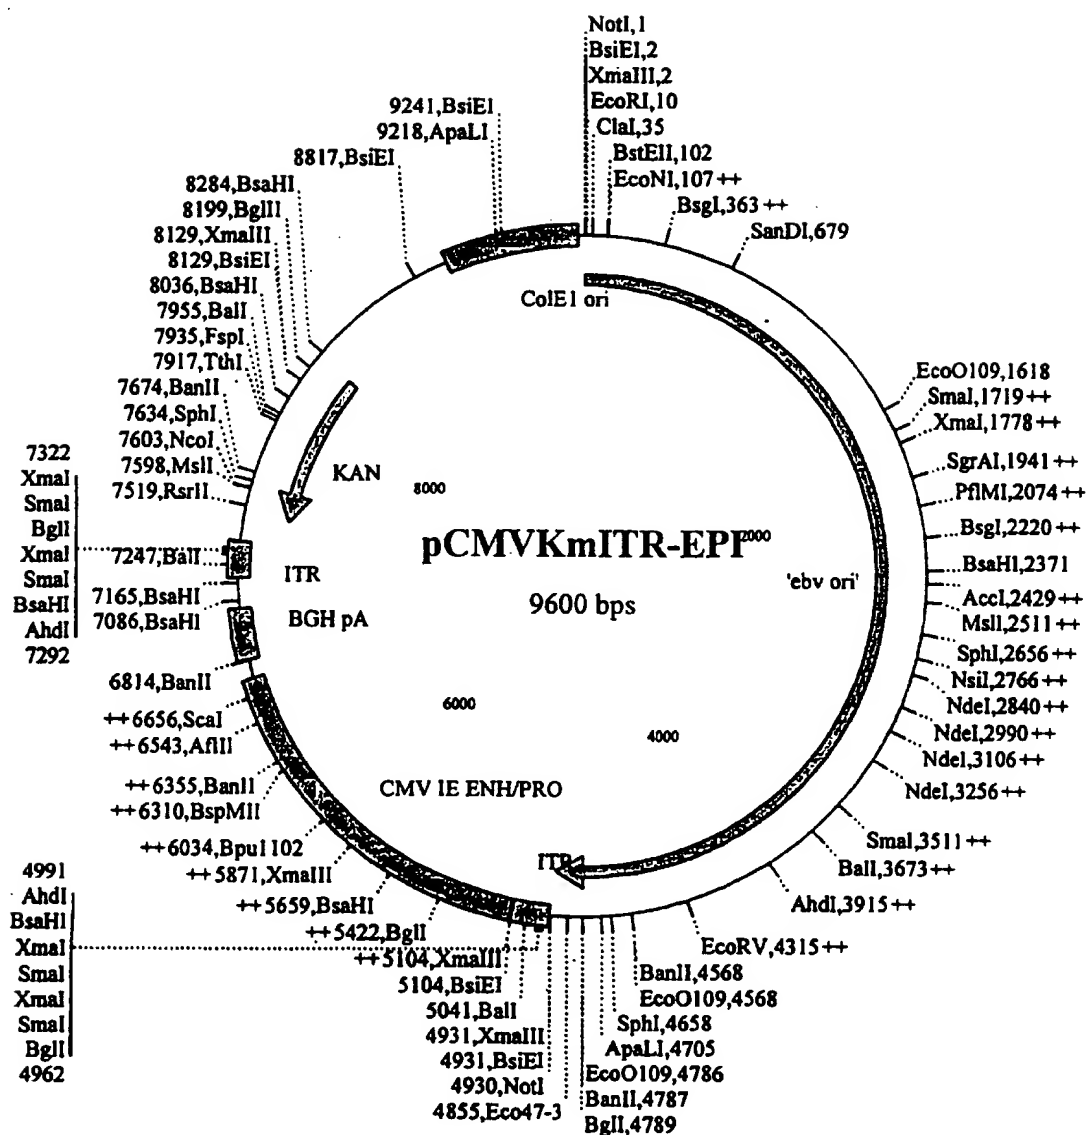 NotI,1
BsiEI,2
XmaIII,2
EcoRI,10
ClaI,35
BstEII,102
EcoNI,107 ++
BsgI,363 ++
SanDI,679
EcoO109,1618
SmaI,1719 ++
XmaI,1778 ++
SgrAI,1941 ++
PflMI,2074 ++
BsgI,2220 ++
BsaHI,2371
AccI,2429 ++
MslI,2511 ++
SphI,2656 ++
NsiI,2766 ++
NdeI,2840 ++
NdeI,2990 ++
NdeI,3106 ++
NdeI,3256 ++
SmaI,3511 ++
BalI,3673 ++
AhdI,3915 ++
EcoRV,4315 ++
BanII,4568
EcoO109,4568
SphI,4658
ApaLI,4705
EcoO109,4786
BanII,4787
BglI,4789
4855,Eco47-3
4930,NotI
4931,BsiEI
4931,XmaIII
5041,BalI
5104,BsiEI
++ 5104,XmaIII
++ 5422,BglI
++ 5659,BsaHI
++ 5871,XmaIII
++ 6034,Bpu1102
++ 6310,BspMII
++ 6355,BanII
++ 6543,AflII
++ 6656,ScaI
6814,BanII
7086,BsaHI
7165,BsaHI
7247,BalI
7519,RsrII
7598,MslI
7603,NcoI
7634,SphI
7674,BanII
7917,TthI
7935,FspI
7955,BalI
8036,BsaHI
8129,BsiEI
8129,XmaIII
8199,BglII
8284,BsaHI
8817,BsiEI
9218,ApaLI
9241,BsiEI
7322
XmaI
SmaI
BglI
XmaI
SmaI
BsaHI
AhdI
7292
4991
AhdI
BsaHI
XmaI
SmaI
XmaI
SmaI
BglI
4962
ColE1 ori
KAN
8000
pCMVKmITR-EPI
2000
9600 bps
'ebv ori'
ITR
BGH pA
6000
4000
CMV IE ENH/PRO
ITR